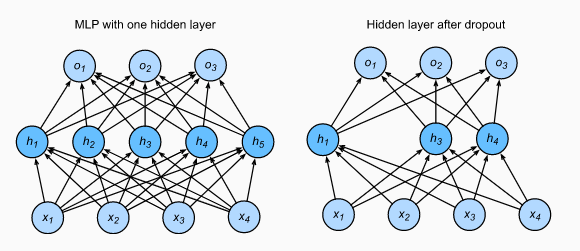 MLP with one hidden layer
Hidden layer after dropout
o1 o2 o3
o1 o2 o3
h1 h2 h3 h4 h5
h1 h3 h4
x1 x2 x3 x4
x1 x2 x3 x4